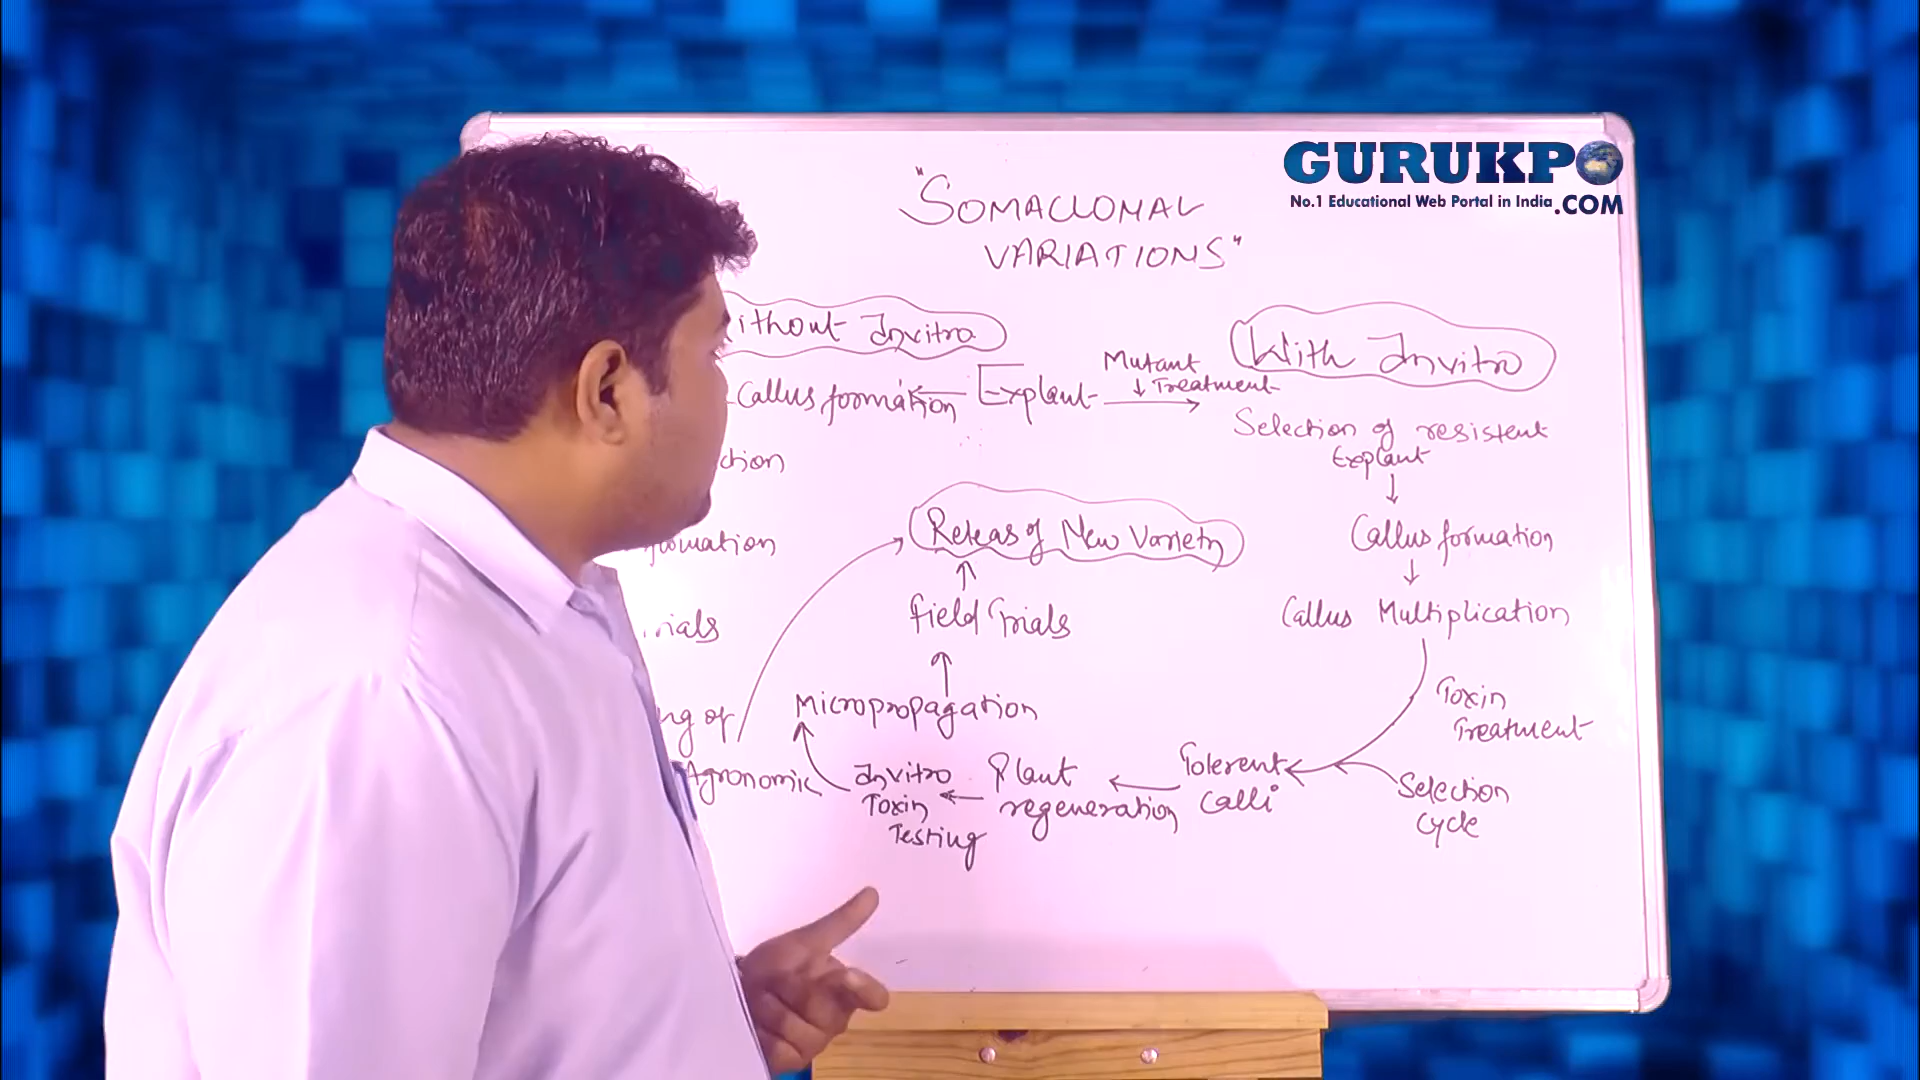 GURUKPO
No.1 Educational Web Portal in India .COM
"SOMACLONAL
VARIATIONS"
ithout Invitro
With Invitro
Callus formation
Explant
Mutant
↓ Treatment
Selection of resistent
Explant
ction
Callus formation
Releas of New Variety
formation
Field Trials
Callus Multiplication
rials
Micropropagation
Toxin
Treatment
ng of
Agronomic
Invitro
Toxin
Testing
Plant
regeneration
Tolerent
Calli
Selection
Cycle